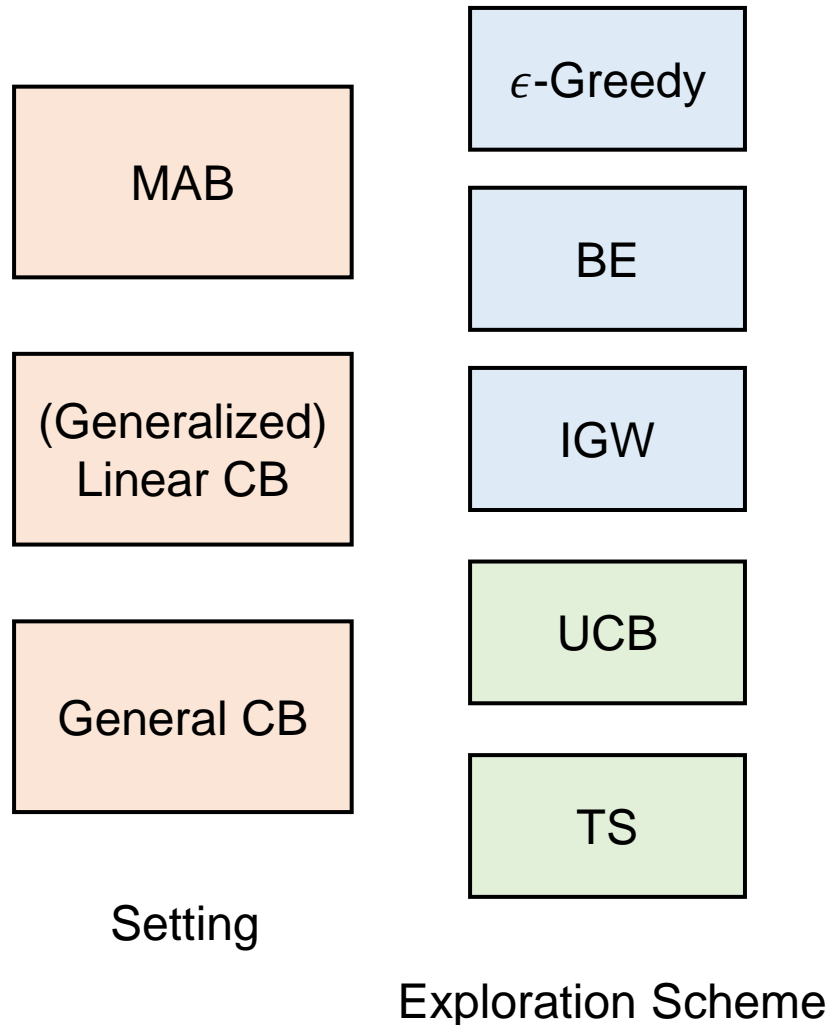 MAB
(Generalized)
Linear CB
General CB
Setting
ϵ-Greedy
BE
IGW
UCB
TS
Exploration Scheme